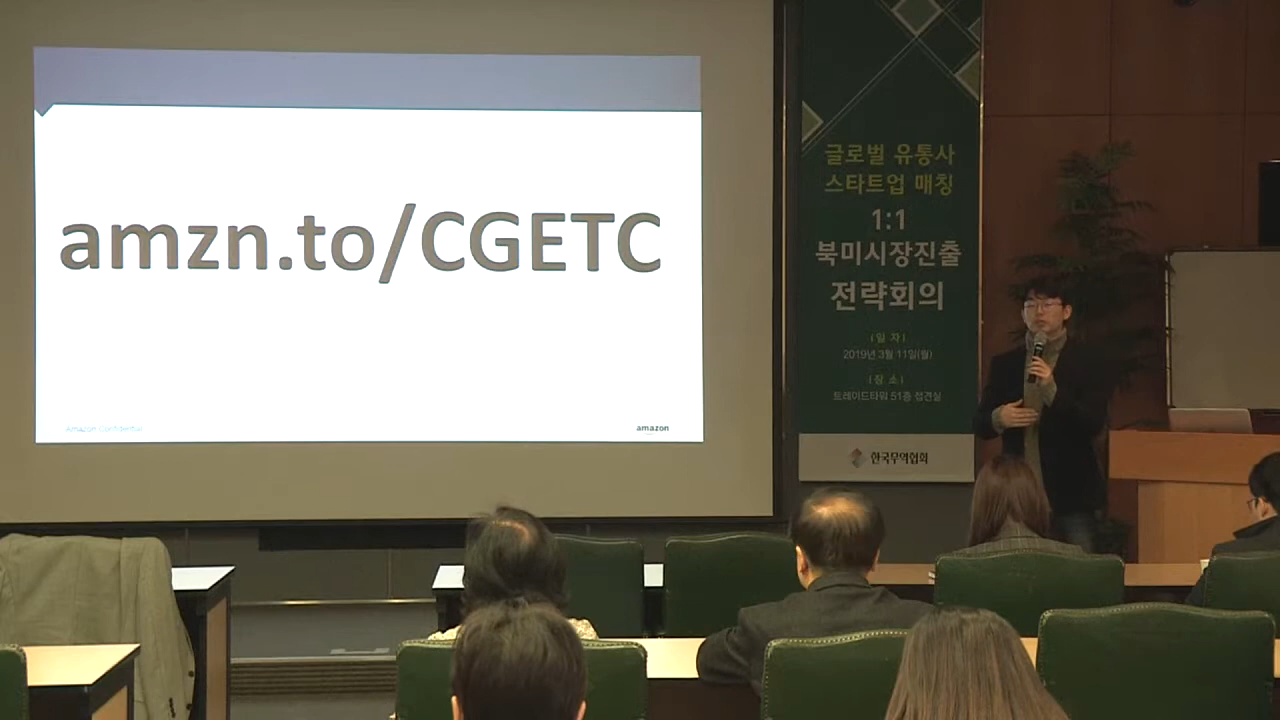 amzn.to/CGETC
Amazon Confidential
amazon
글로벌 유통사
스타트업 매칭
1:1
북미시장진출
전략회의
| 일 자 |
2019년 3월 11일(월)
| 장 소 |
트레이드타워 51층 접견실
한국무역협회